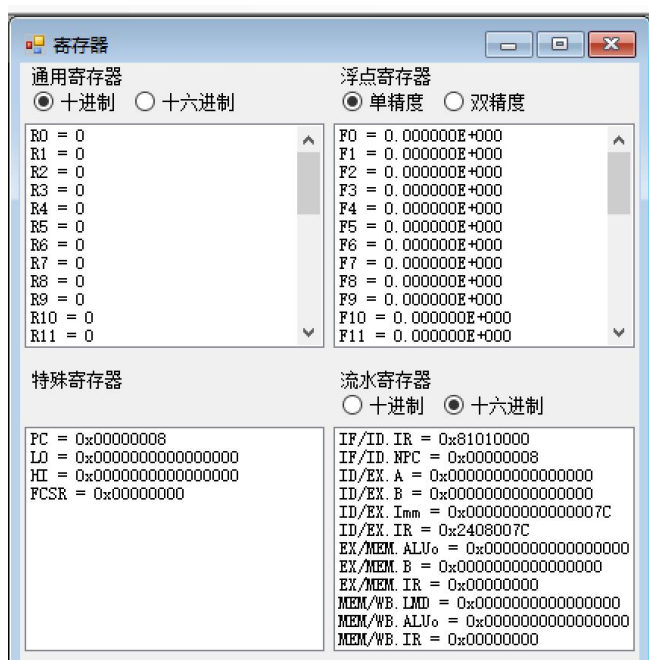 寄存器
通用寄存器
十进制 十六进制
R0 = 0
R1 = 0
R2 = 0
R3 = 0
R4 = 0
R5 = 0
R6 = 0
R7 = 0
R8 = 0
R9 = 0
R10 = 0
R11 = 0
浮点寄存器
单精度 双精度
F0 = 0.000000E+000
F1 = 0.000000E+000
F2 = 0.000000E+000
F3 = 0.000000E+000
F4 = 0.000000E+000
F5 = 0.000000E+000
F6 = 0.000000E+000
F7 = 0.000000E+000
F8 = 0.000000E+000
F9 = 0.000000E+000
F10 = 0.000000E+000
F11 = 0.000000E+000
特殊寄存器
PC = 0x00000008
LO = 0x0000000000000000
HI = 0x0000000000000000
FCSR = 0x00000000
流水寄存器
十进制 十六进制
IF/ID.IR = 0x81010000
IF/ID.NPC = 0x00000008
ID/EX.A = 0x0000000000000000
ID/EX.B = 0x0000000000000000
ID/EX.Imm = 0x000000000000007C
ID/EX.IR = 0x2408007C
EX/MEM.ALUo = 0x0000000000000000
EX/MEM.B = 0x0000000000000000
EX/MEM.IR = 0x00000000
MEM/WB.LMD = 0x0000000000000000
MEM/WB.ALUo = 0x0000000000000000
MEM/WB.IR = 0x00000000